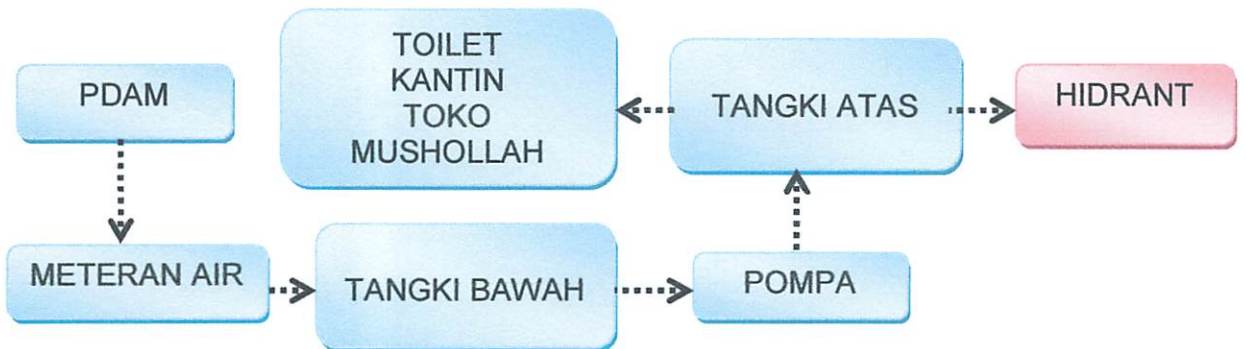 PDAM
TOILET
KANTIN
TOKO
MUSHOLLAH
TANGKI ATAS
HIDRANT
METERAN AIR
TANGKI BAWAH
POMPA